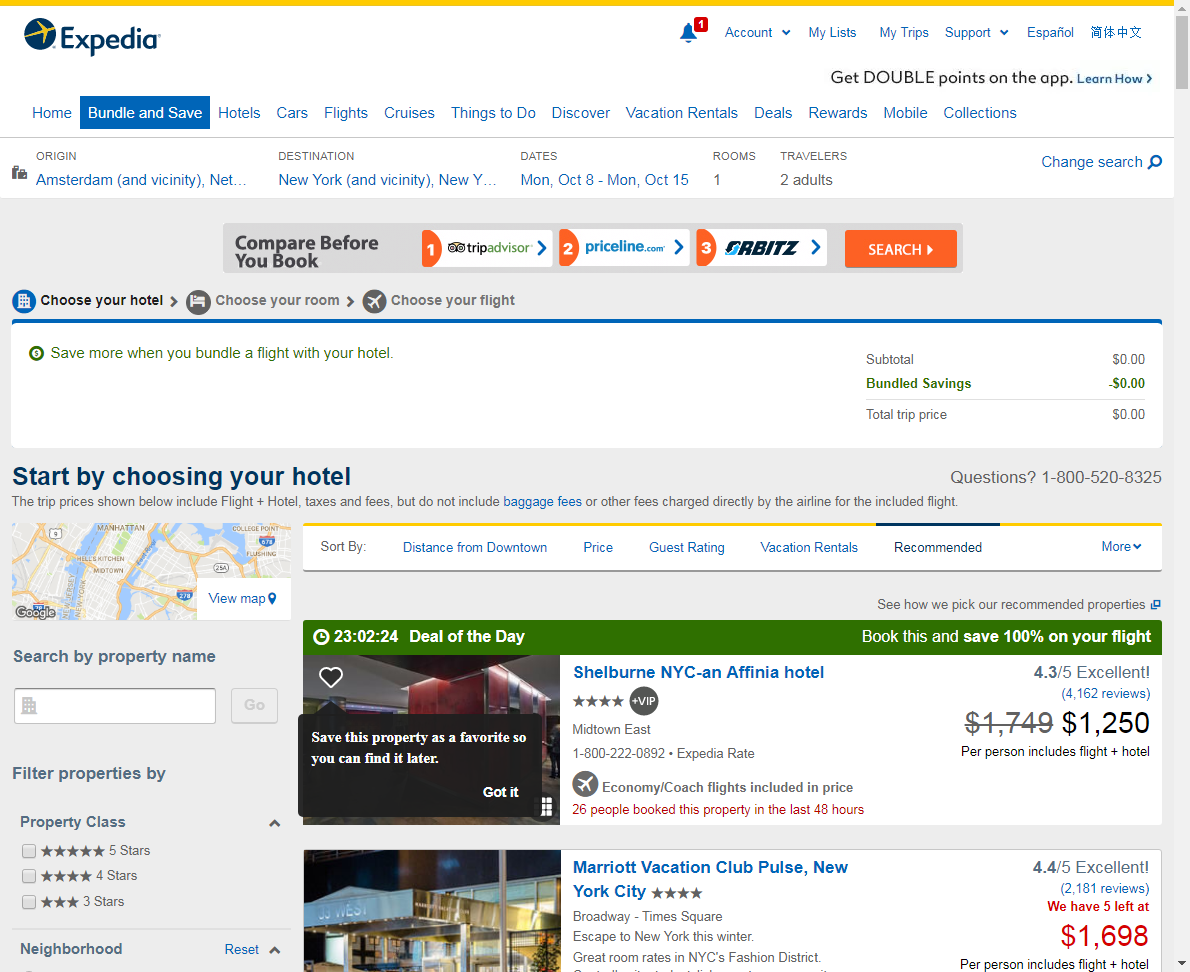 Expedia
1
Account
My Lists
My Trips
Support
Español
简体中文
Get DOUBLE points on the app. Learn How
Home
Bundle and Save
Hotels
Cars
Flights
Cruises
Things to Do
Discover
Vacation Rentals
Deals
Rewards
Mobile
Collections
ORIGIN
Amsterdam (and vicinity), Net...
DESTINATION
New York (and vicinity), New Y...
DATES
Mon, Oct 8 - Mon, Oct 15
ROOMS
1
TRAVELERS
2 adults
Change search
Compare Before
You Book
1 tripadvisor
2 priceline.com
3 ORBITZ
SEARCH
Choose your hotel
Choose your room
Choose your flight
Save more when you bundle a flight with your hotel.
Subtotal $0.00
Bundled Savings -$0.00
Total trip price $0.00
Start by choosing your hotel
Questions? 1-800-520-8325
The trip prices shown below include Flight + Hotel, taxes and fees, but do not include baggage fees or other fees charged directly by the airline for the included flight.
MANHATTAN
COLLEGE POINT
9
678
HELL'S KITCHEN
FLUSHING
MIDTOWN
25A
East River
NEW JERSEY
NEW YORK
278
Google
View map
Sort By:
Distance from Downtown
Price
Guest Rating
Vacation Rentals
Recommended
More
See how we pick our recommended properties
Search by property name
Go
Filter properties by
Property Class
5 Stars
4 Stars
3 Stars
Neighborhood
Reset
23:02:24 Deal of the Day
Book this and save 100% on your flight
Save this property as a favorite so
you can find it later.
Got it
Shelburne NYC-an Affinia hotel
+VIP
Midtown East
1-800-222-0892 • Expedia Rate
Economy/Coach flights included in price
26 people booked this property in the last 48 hours
4.3/5 Excellent!
(4,162 reviews)
$1,749 $1,250
Per person includes flight + hotel
33 WEST
Marriott Vacation Club Pulse, New
York City
Broadway - Times Square
Escape to New York this winter.
Great room rates in NYC's Fashion District.
4.4/5 Excellent!
(2,181 reviews)
We have 5 left at
$1,698
Per person includes flight + hotel